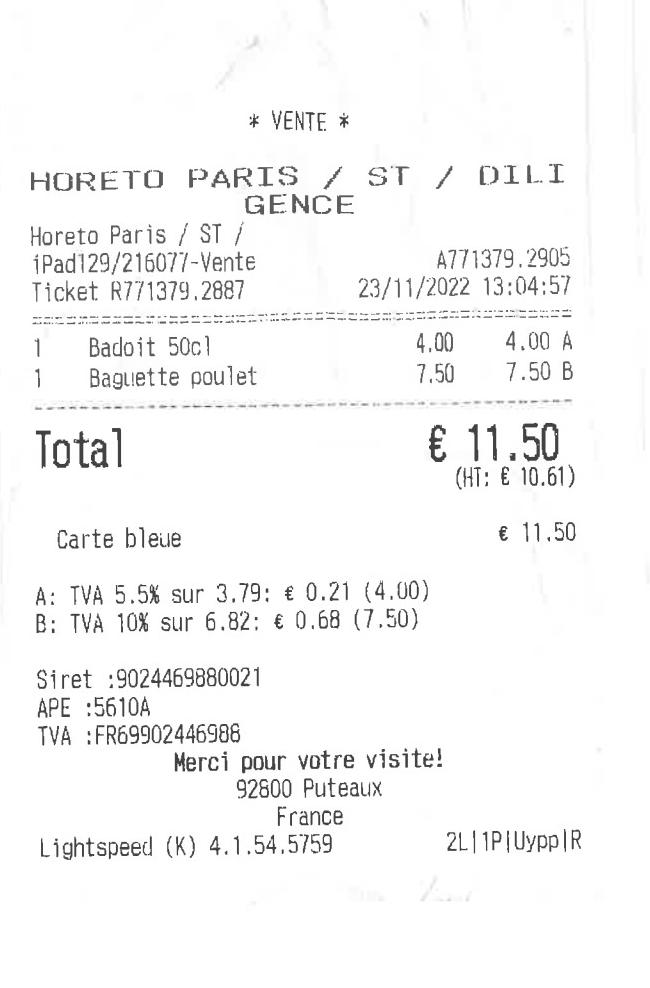 * VENTE *
HORETO PARIS / ST / DILI
GENCE
Horeto Paris / ST /
iPad129/216077-Vente A771379.2905
Ticket R771379.2887 23/11/2022 13:04:57
1 Badoit 50cl 4.00 4.00 A
1 Baguette poulet 7.50 7.50 B
Total € 11.50
(HT: € 10.61)
Carte bleue € 11.50
A: TVA 5.5% sur 3.79: € 0.21 (4.00)
B: TVA 10% sur 6.82: € 0.68 (7.50)
Siret :9024469880021
APE :5610A
TVA :FR69902446988
Merci pour votre visite!
92800 Puteaux
France
Lightspeed (K) 4.1.54.5759 2L|1P|Uypp|R